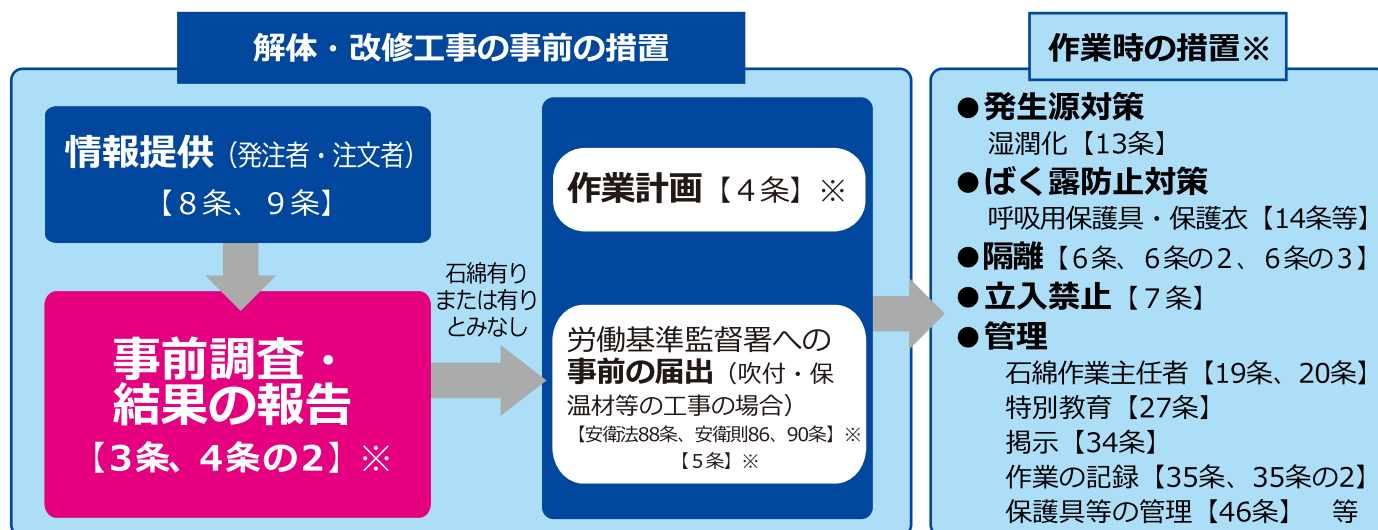 解体・改修工事の事前の措置
情報提供（発注者・注文者）
【８条、９条】
事前調査・
結果の報告
【３条、４条の２】※
石綿有り
または有り
とみなし
作業計画【４条】※
労働基準監督署への
事前の届出（吹付・保
温材等の工事の場合）
【安衛法88条、安衛則86、90条】※
【５条】※
作業時の措置※
●発生源対策
湿潤化【13条】
●ばく露防止対策
呼吸用保護具・保護衣【14条等】
●隔離【６条、６条の２、６条の３】
●立入禁止【７条】
●管理
石綿作業主任者【19条、20条】
特別教育【27条】
掲示【34条】
作業の記録【35条、35条の2】
保護具等の管理【46条】　等